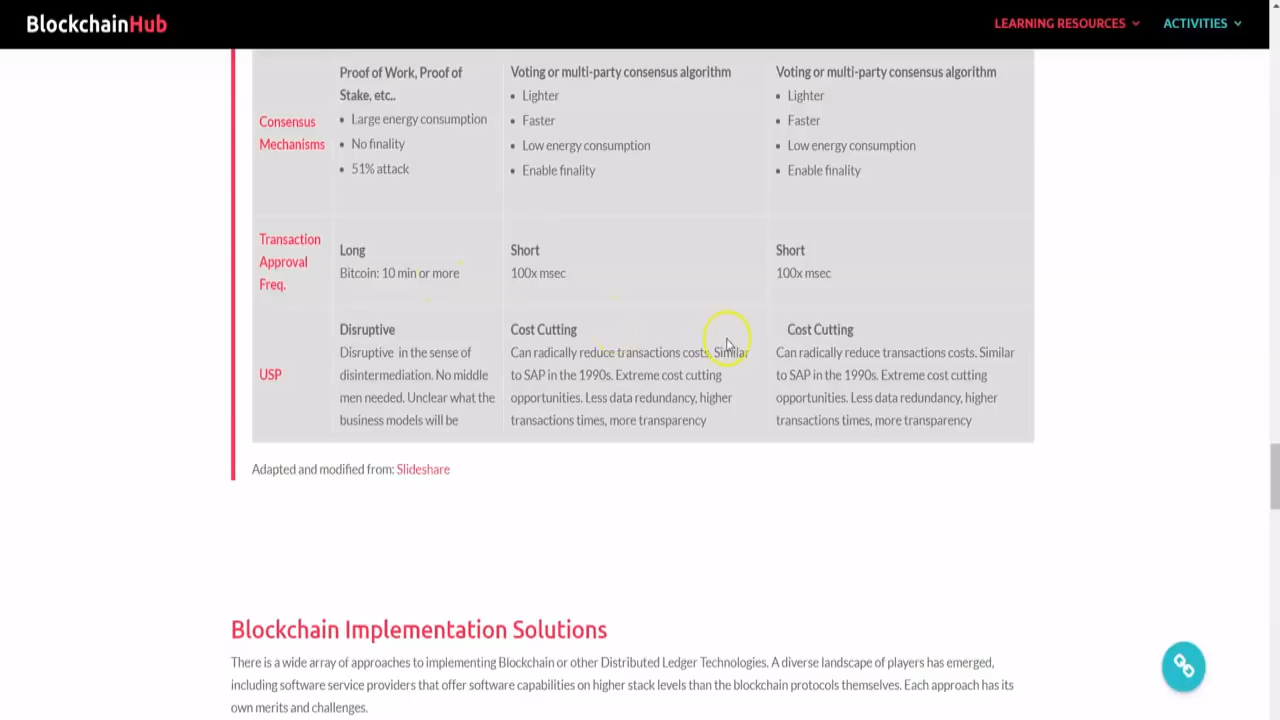 BlockchainHub
LEARNING RESOURCES
ACTIVITIES
Consensus
Mechanisms
Proof of Work, Proof of
Stake, etc..
• Large energy consumption
• No finality
• 51% attack
Voting or multi-party consensus algorithm
• Lighter
• Faster
• Low energy consumption
• Enable finality
Voting or multi-party consensus algorithm
• Lighter
• Faster
• Low energy consumption
• Enable finality
Transaction
Approval
Freq.
Long
Bitcoin: 10 min or more
Short
100x msec
Short
100x msec
USP
Disruptive
Disruptive in the sense of
disintermediation. No middle
men needed. Unclear what the
business models will be
Cost Cutting
Can radically reduce transactions costs. Similar
to SAP in the 1990s. Extreme cost cutting
opportunities. Less data redundancy, higher
transactions times, more transparency
Cost Cutting
Can radically reduce transactions costs. Similar
to SAP in the 1990s. Extreme cost cutting
opportunities. Less data redundancy, higher
transactions times, more transparency
Adapted and modified from: Slideshare
Blockchain Implementation Solutions
There is a wide array of approaches to implementing Blockchain or other Distributed Ledger Technologies. A diverse landscape of players has emerged,
including software service providers that offer software capabilities on higher stack levels than the blockchain protocols themselves. Each approach has its
own merits and challenges.